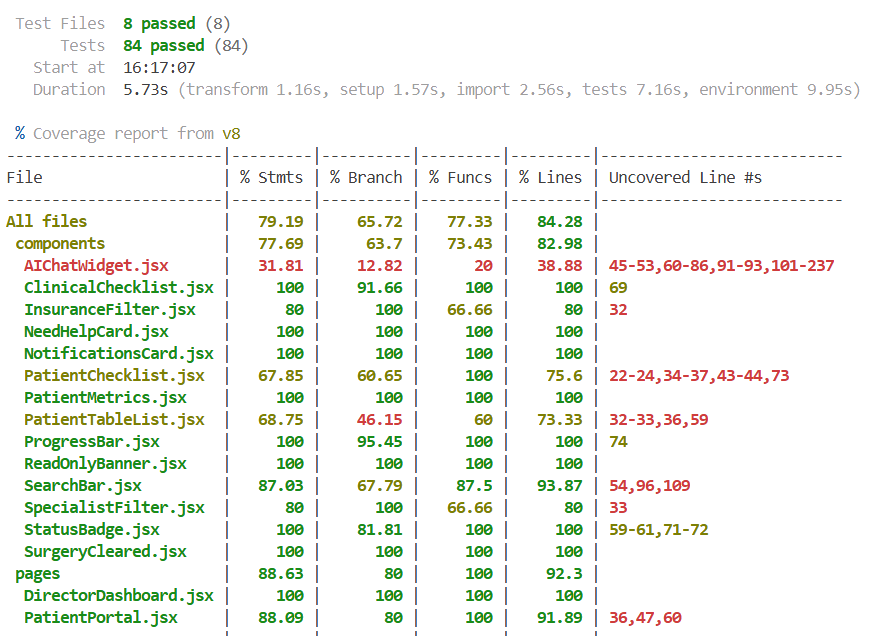 Test Files  8 passed (8)
     Tests  84 passed (84)
  Start at  16:17:07
  Duration  5.73s (transform 1.16s, setup 1.57s, import 2.56s, tests 7.16s, environment 9.95s)
% Coverage report from v8
------------------------|---------|----------|---------|---------|---------------------------
File                    | % Stmts | % Branch | % Funcs | % Lines | Uncovered Line #s
------------------------|---------|----------|---------|---------|---------------------------
All files               |   79.19 |    65.72 |   77.33 |   84.28 |
 components             |   77.69 |     63.7 |   73.43 |   82.98 |
  AIChatWidget.jsx      |   31.81 |    12.82 |      20 |   38.88 | 45-53,60-86,91-93,101-237
  ClinicalChecklist.jsx |     100 |    91.66 |     100 |     100 | 69
  InsuranceFilter.jsx   |      80 |      100 |   66.66 |      80 | 32
  NeedHelpCard.jsx      |     100 |      100 |     100 |     100 |
  NotificationsCard.jsx |     100 |      100 |     100 |     100 |
  PatientChecklist.jsx  |   67.85 |    60.65 |     100 |    75.6 | 22-24,34-37,43-44,73
  PatientMetrics.jsx    |     100 |      100 |     100 |     100 |
  PatientTableList.jsx  |   68.75 |    46.15 |      60 |   73.33 | 32-33,36,59
  ProgressBar.jsx       |     100 |    95.45 |     100 |     100 | 74
  ReadOnlyBanner.jsx    |     100 |      100 |     100 |     100 |
  SearchBar.jsx         |   87.03 |    67.79 |    87.5 |   93.87 | 54,96,109
  SpecialistFilter.jsx  |      80 |      100 |   66.66 |      80 | 33
  StatusBadge.jsx       |     100 |    81.81 |     100 |     100 | 59-61,71-72
  SurgeryCleared.jsx    |     100 |      100 |     100 |     100 |
 pages                  |   88.63 |       80 |     100 |    92.3 |
  DirectorDashboard.jsx |     100 |      100 |     100 |     100 |
  PatientPortal.jsx     |   88.09 |       80 |     100 |   91.89 | 36,47,60